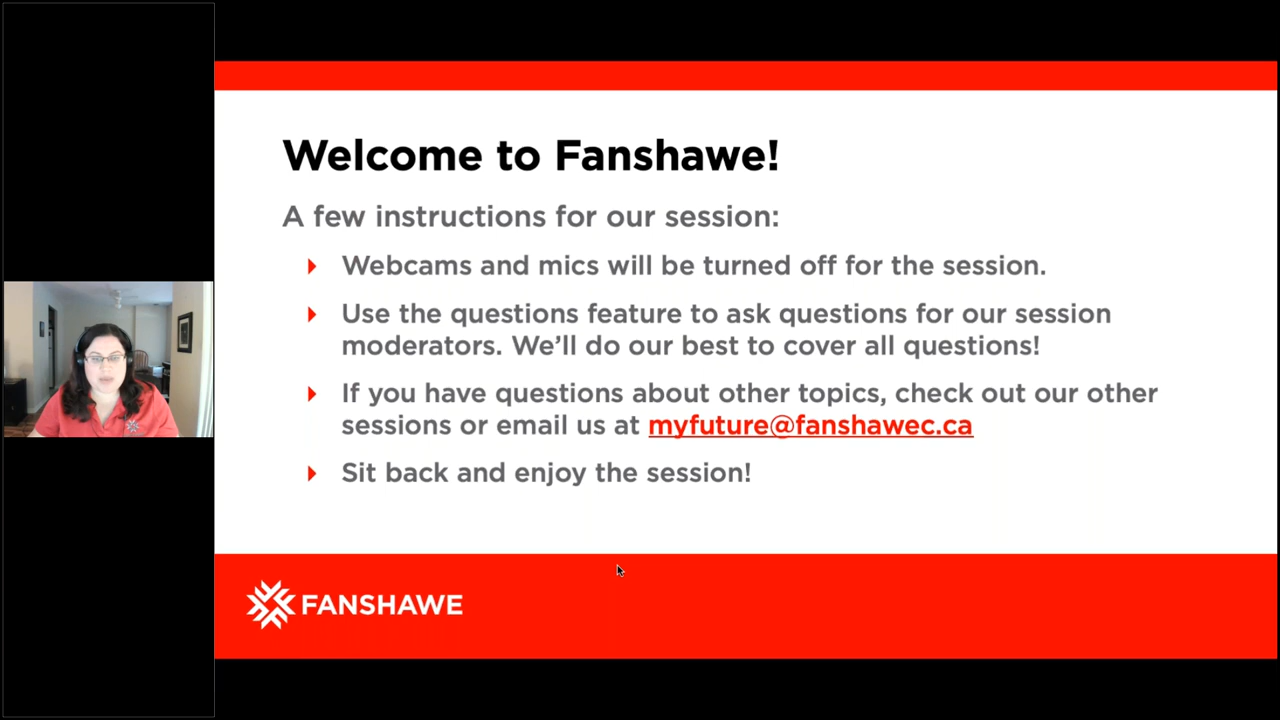 Welcome to Fanshawe!
A few instructions for our session:
Webcams and mics will be turned off for the session.
Use the questions feature to ask questions for our session
moderators. We'll do our best to cover all questions!
If you have questions about other topics, check out our other
sessions or email us at myfuture@fanshawec.ca
Sit back and enjoy the session!
FANSHAWE